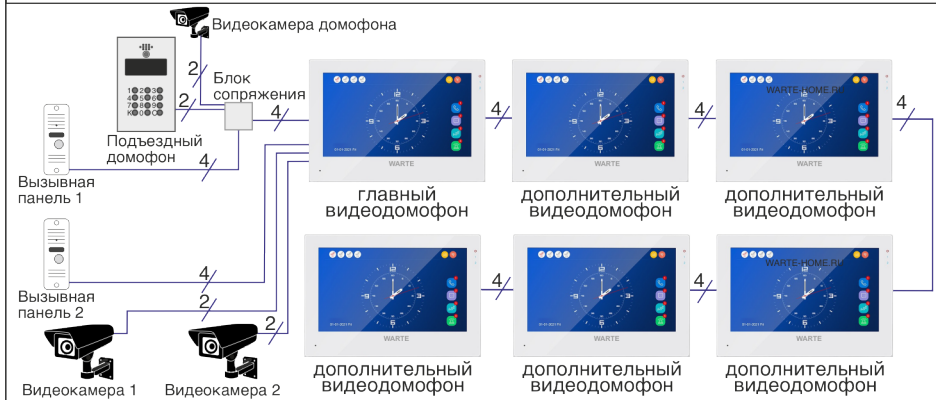 Видеокамера домофона
2
Блок
сопряжения
2
4
Подъездный
домофон
4
Вызывная
панель 1
WARTE
главный
видеодомофон
4
WARTE
дополнительный
видеодомофон
4
WARTE-HOME.RU
WARTE
дополнительный
видеодомофон
4
4
Вызывная
панель 2
2
Видеокамера 1
2
Видеокамера 2
WARTE
дополнительный
видеодомофон
4
WARTE
дополнительный
видеодомофон
4
WARTE-HOME.RU
WARTE
дополнительный
видеодомофон